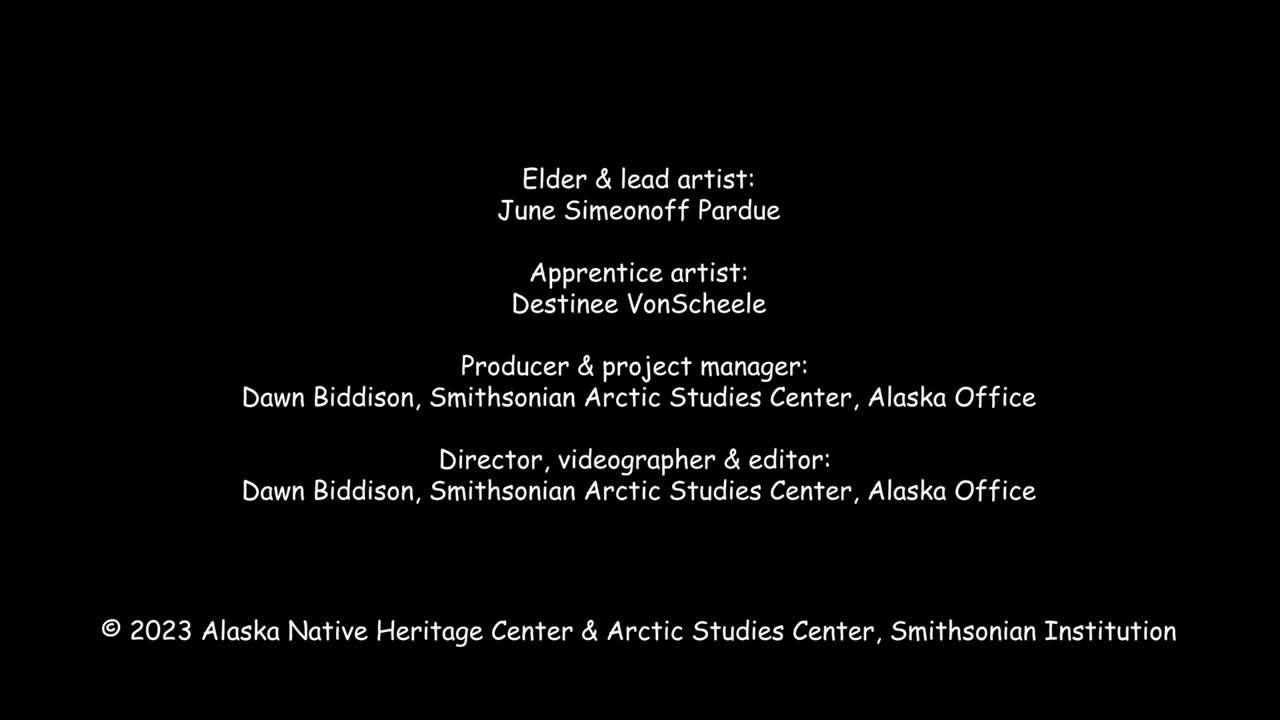 Elder & lead artist:
June Simeonoff Pardue
Apprentice artist:
Destinee VonScheele
Producer & project manager:
Dawn Biddison, Smithsonian Arctic Studies Center, Alaska Office
Director, videographer & editor:
Dawn Biddison, Smithsonian Arctic Studies Center, Alaska Office
© 2023 Alaska Native Heritage Center & Arctic Studies Center, Smithsonian Institution